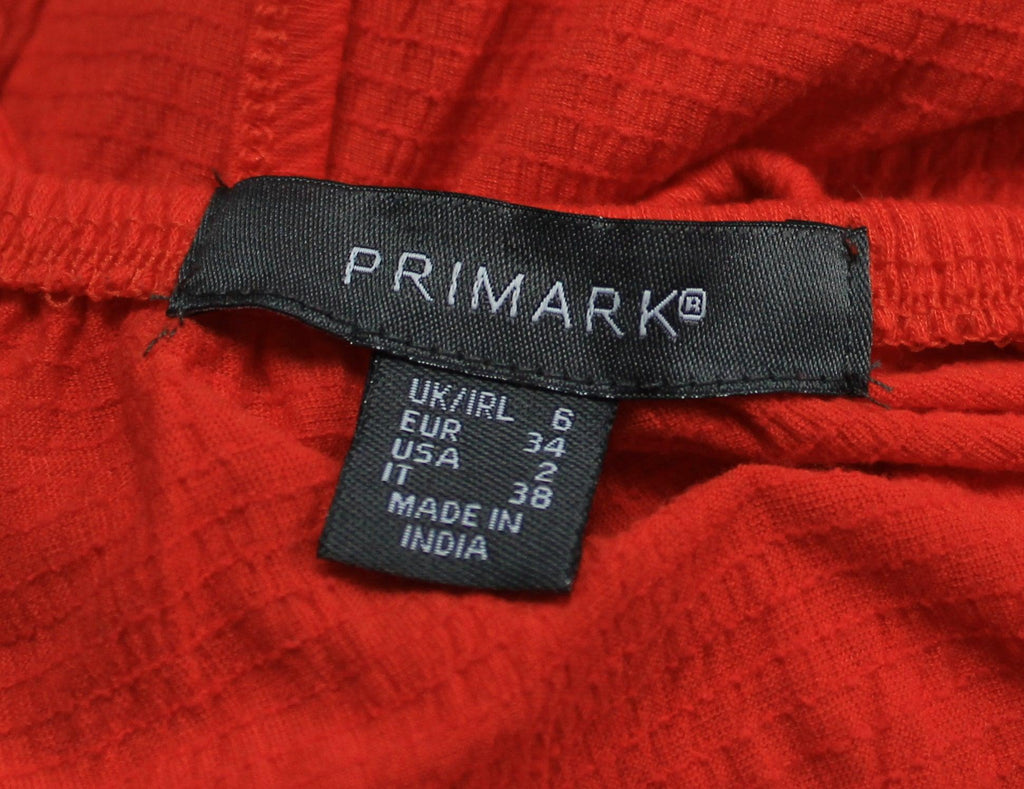 PRIMARK®
UK/IRL 6
EUR 34
USA 2
IT 38
MADE IN
INDIA